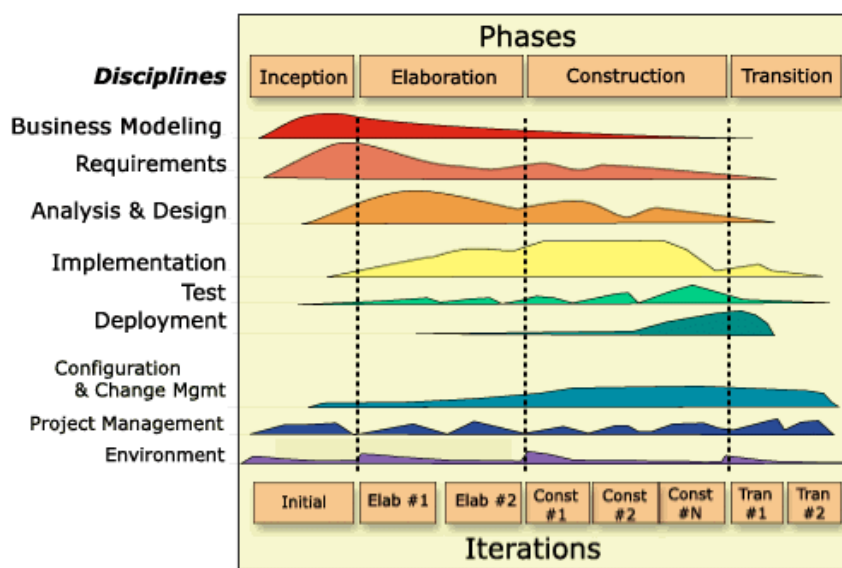 Phases
Disciplines
Inception
Elaboration
Construction
Transition
Business Modeling
Requirements
Analysis & Design
Implementation
Test
Deployment
Configuration
& Change Mgmt
Project Management
Environment
Initial
Elab #1
Elab #2
Const
#1
Const
#2
Const
#N
Tran
#1
Tran
#2
Iterations